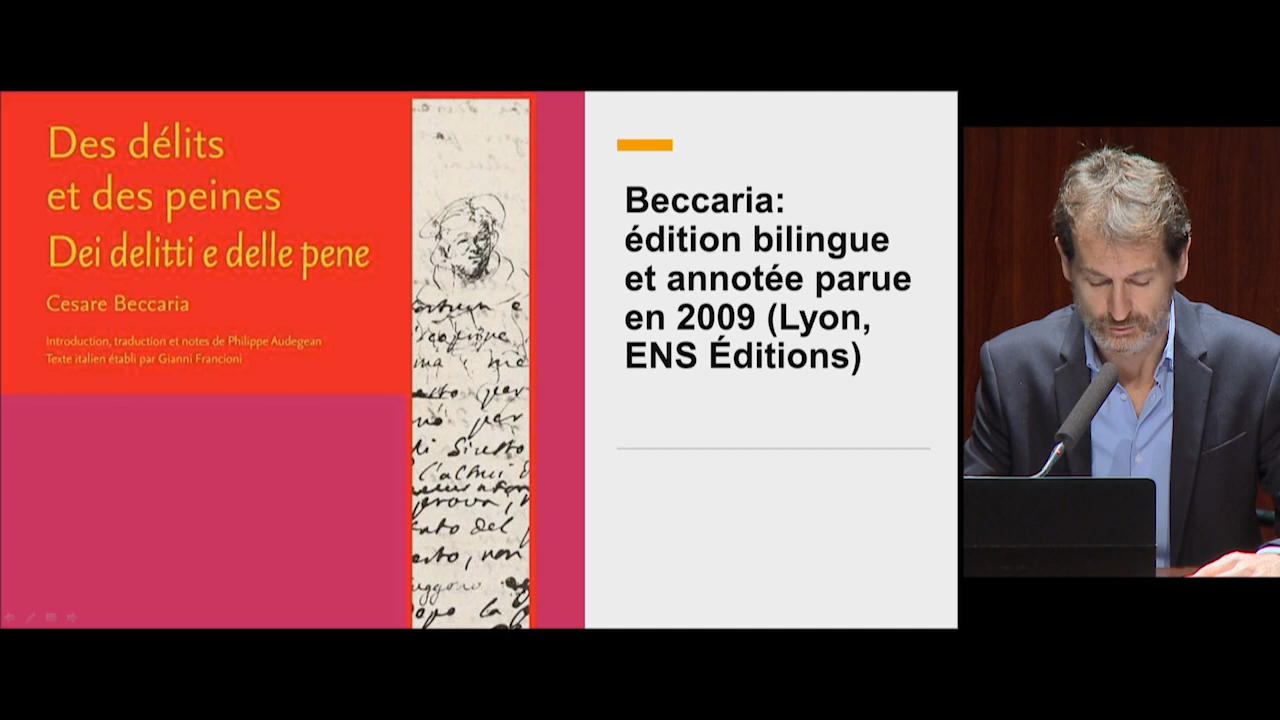 Des délits
et des peines
Dei delitti e delle pene
Cesare Beccaria
Introduction, traduction et notes de Philippe Audegean
Texte italien établi par Gianni Francioni
Beccaria:
édition bilingue
et annotée parue
en 2009 (Lyon,
ENS Éditions)